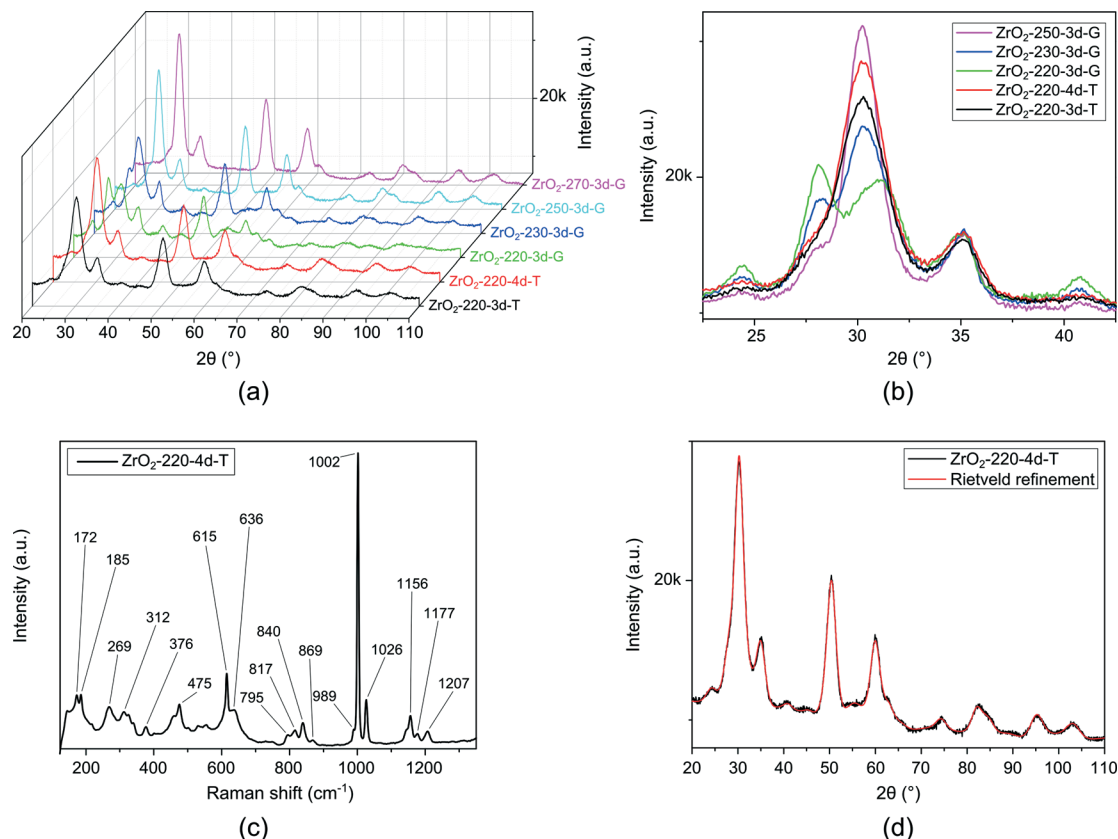 Intensity (a.u.)
20k
ZrO₂-270-3d-G
ZrO₂-250-3d-G
ZrO₂-230-3d-G
ZrO₂-220-3d-G
ZrO₂-220-4d-T
ZrO₂-220-3d-T
20 30 40 50 60 70 80 90 100 110
2θ (°)
(a)
Intensity (a.u.)
20k
ZrO₂-250-3d-G
ZrO₂-230-3d-G
ZrO₂-220-3d-G
ZrO₂-220-4d-T
ZrO₂-220-3d-T
25 30 35 40
2θ (°)
(b)
Intensity (a.u.)
ZrO₂-220-4d-T
172
185
269
312
376
475
615
636
795
817
840
869
989
1002
1026
1156
1177
1207
200 400 600 800 1000 1200
Raman shift (cm⁻¹)
(c)
Intensity (a.u.)
20k
ZrO₂-220-4d-T
Rietveld refinement
20 30 40 50 60 70 80 90 100 110
2θ (°)
(d)